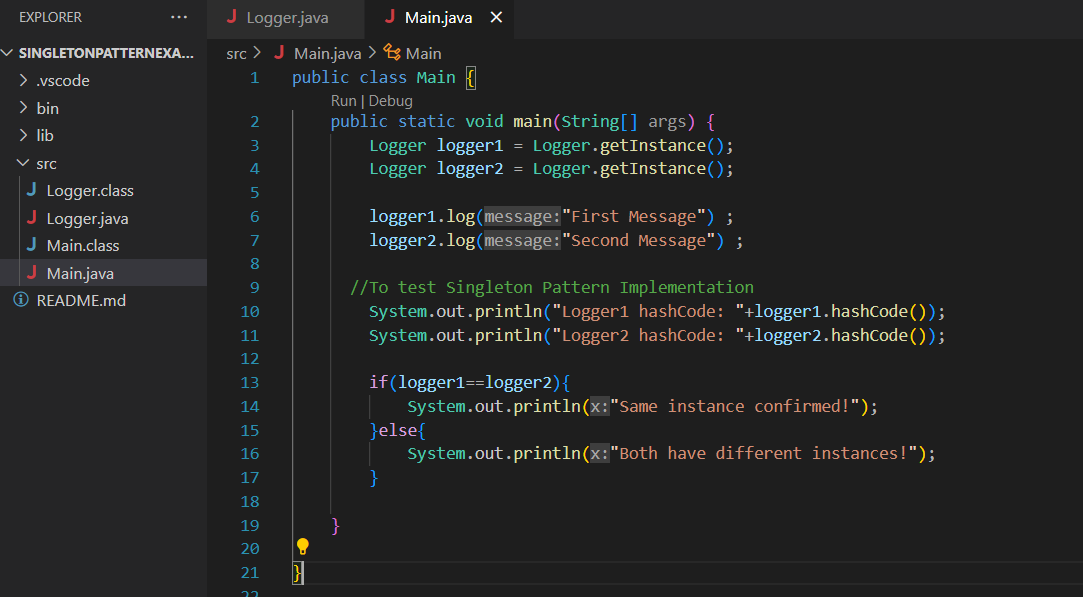 EXPLORER ···
SINGLETONPATTERNEXA...
.vscode
bin
lib
src
J Logger.class
J Logger.java
J Main.class
J Main.java
README.md
J Logger.java J Main.java ×
src > J Main.java > Main
1 public class Main {
Run | Debug
2 public static void main(String[] args) {
3 Logger logger1 = Logger.getInstance();
4 Logger logger2 = Logger.getInstance();
5
6 logger1.log(message:"First Message") ;
7 logger2.log(message:"Second Message") ;
8
9 //To test Singleton Pattern Implementation
10 System.out.println("Logger1 hashCode: "+logger1.hashCode());
11 System.out.println("Logger2 hashCode: "+logger2.hashCode());
12
13 if(logger1==logger2){
14 System.out.println(x:"Same instance confirmed!");
15 }else{
16 System.out.println(x:"Both have different instances!");
17 }
18
19 }
20
21 }
22